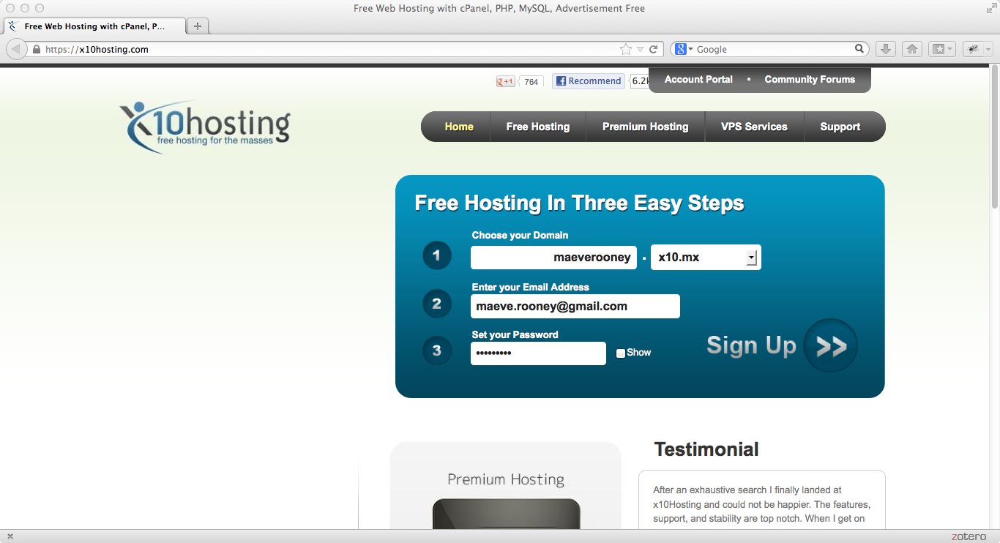 Free Web Hosting with cPanel, PHP, MySQL, Advertisement Free
Free Web Hosting with cPanel, P...
https://x10hosting.com
Google
+1 764 Recommend 6.2k
Account Portal • Community Forums
x10hosting
free hosting for the masses
Home Free Hosting Premium Hosting VPS Services Support
Free Hosting In Three Easy Steps
Choose your Domain
1 maeverooney . x10.mx
Enter your Email Address
2 maeve.rooney@gmail.com
Set your Password
3 ••••••••• Show
Sign Up >>
Testimonial
Premium Hosting
After an exhaustive search I finally landed at
x10Hosting and could not be happier. The features,
support, and stability are top notch. When I get on
zotero